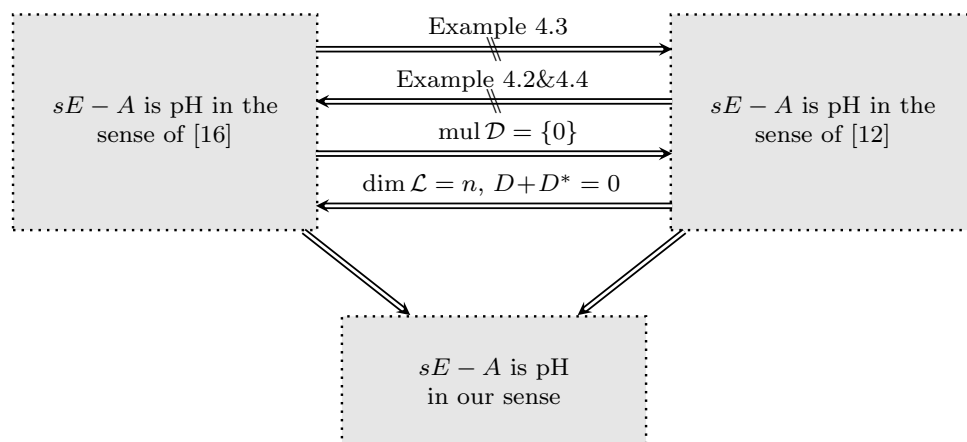 Example 4.3
Example 4.2&4.4
sE − A is pH in the
sense of [16]
mul 𝒟 = {0}
dim ℒ = n, D+D* = 0
sE − A is pH in the
sense of [12]
sE − A is pH
in our sense